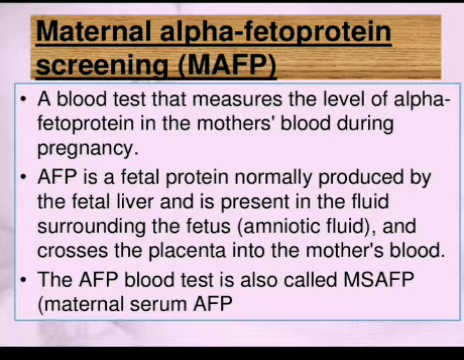 Maternal alpha-fetoprotein
screening (MAFP)
• A blood test that measures the level of alpha-
fetoprotein in the mothers' blood during
pregnancy.
• AFP is a fetal protein normally produced by
the fetal liver and is present in the fluid
surrounding the fetus (amniotic fluid), and
crosses the placenta into the mother's blood.
• The AFP blood test is also called MSAFP
(maternal serum AFP